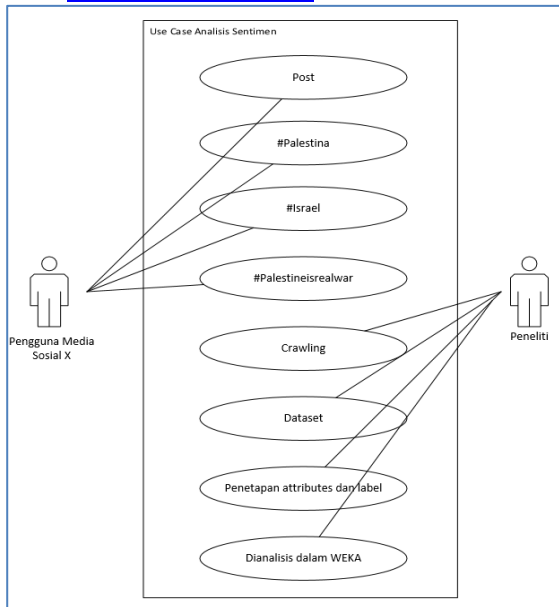 Use Case Analisis Sentimen
Post
#Palestina
#Israel
#Palestineisrealwar
Pengguna Media
Sosial X
Peneliti
Crawling
Dataset
Penetapan attributes dan label
Dianalisis dalam WEKA